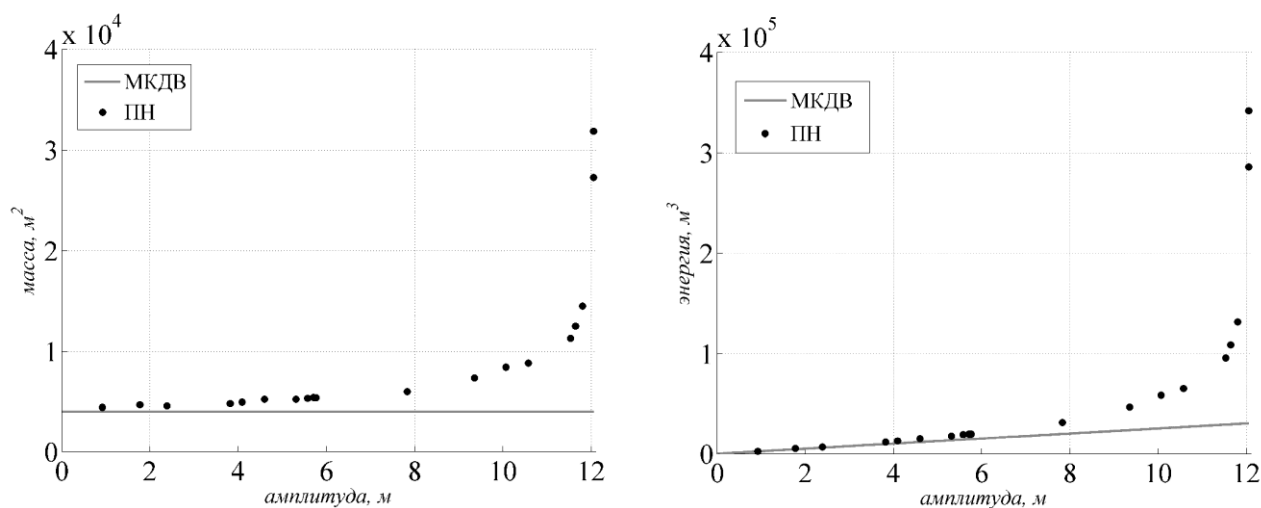 x 10^4
4
МКДВ
ПН
3
масса, м^2
2
1
0
0 2 4 6 8 10 12
амплитуда, м
x 10^5
4
МКДВ
ПН
3
энергпя, м^3
2
1
0
0 2 4 6 8 10 12
амплитуда, м